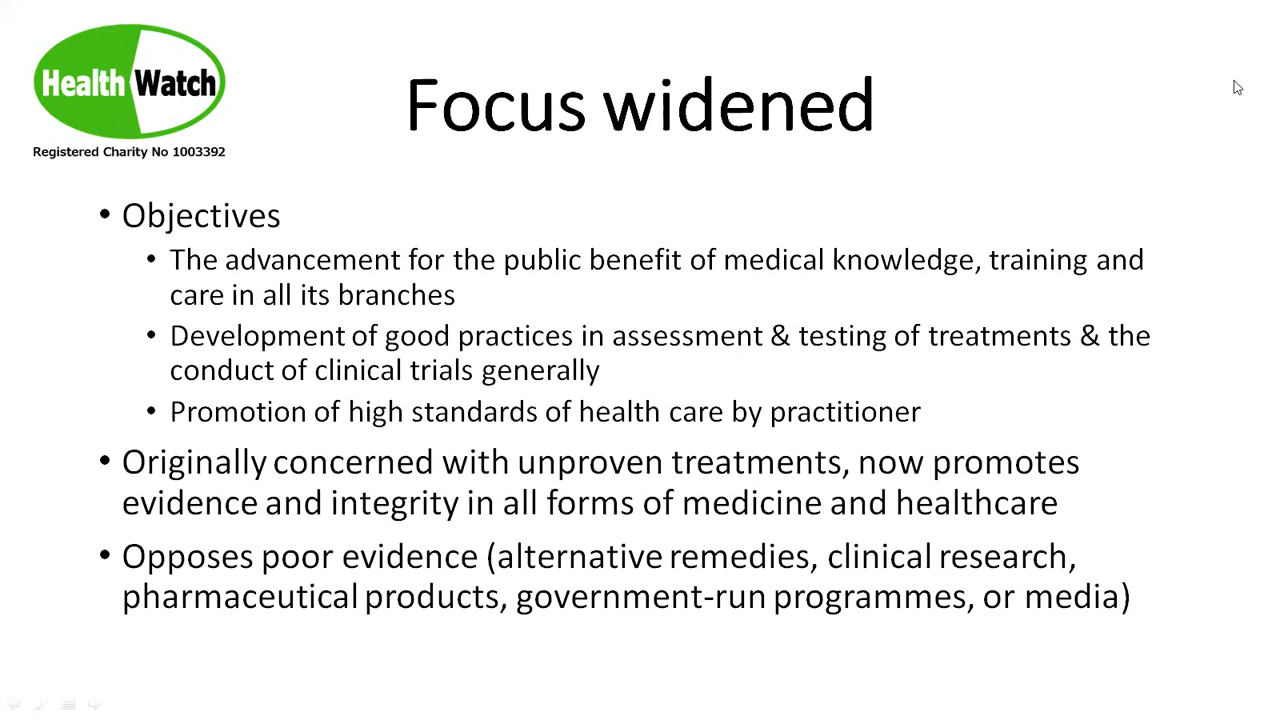 Health Watch
Registered Charity No 1003392
Focus widened
• Objectives
• The advancement for the public benefit of medical knowledge, training and
care in all its branches
• Development of good practices in assessment & testing of treatments & the
conduct of clinical trials generally
• Promotion of high standards of health care by practitioner
• Originally concerned with unproven treatments, now promotes
evidence and integrity in all forms of medicine and healthcare
• Opposes poor evidence (alternative remedies, clinical research,
pharmaceutical products, government-run programmes, or media)